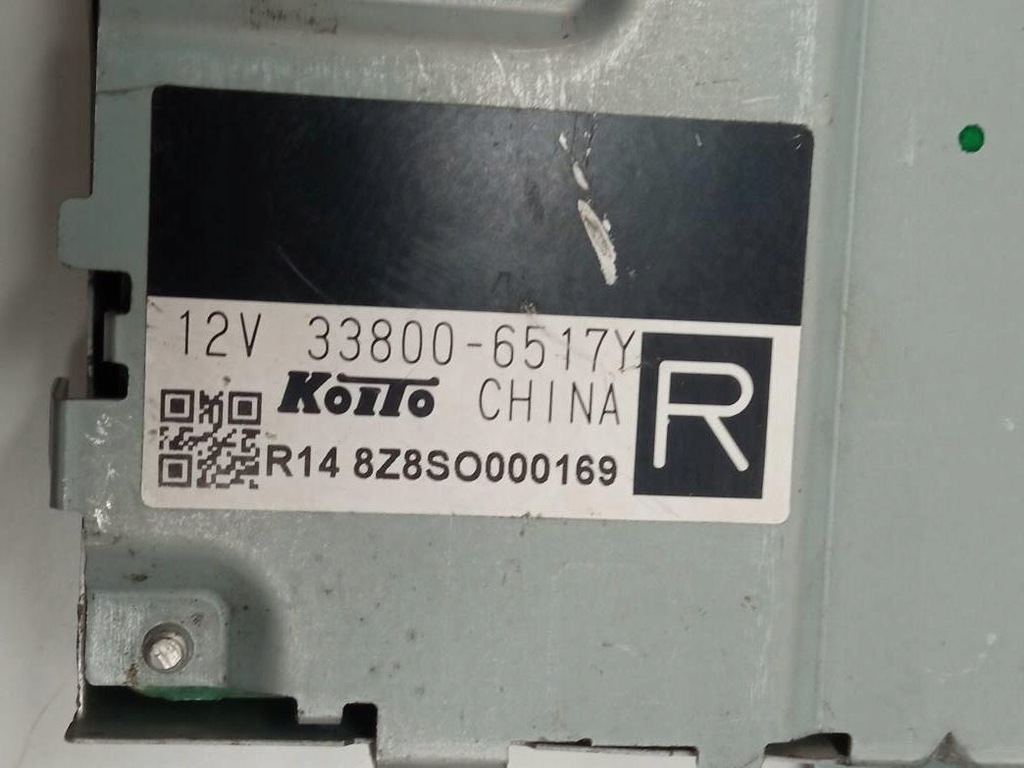 12V 33800-6517Y
KOITO CHINA
R
R14 8Z8SO000169